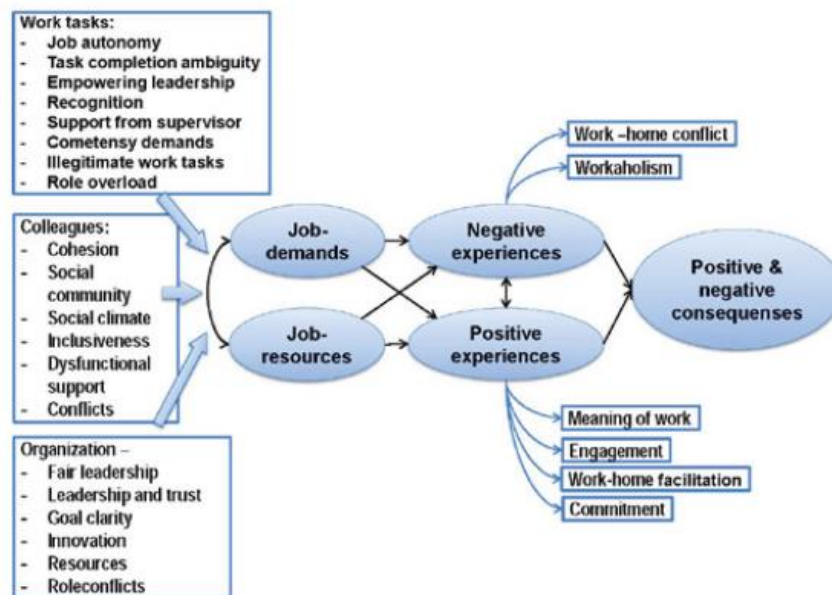 Work tasks:
- Job autonomy
- Task completion ambiguity
- Empowering leadership
- Recognition
- Support from supervisor
- Cometensy demands
- Illegitimate work tasks
- Role overload
Colleagues:
- Cohesion
- Social
community
- Social climate
- Inclusiveness
- Dysfunctional
support
- Conflicts
Organization –
- Fair leadership
- Leadership and trust
- Goal clarity
- Innovation
- Resources
- Roleconflicts
Job-
demands
Job-
resources
Negative
experiences
Positive
experiences
Work –home conflict
Workaholism
Meaning of work
Engagement
Work-home facilitation
Commitment
Positive &
negative
consequenses